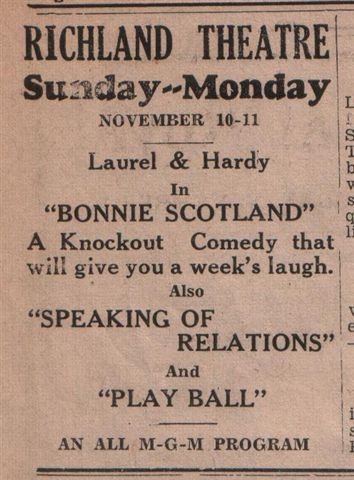 RICHLAND THEATRE
Sunday--Monday
NOVEMBER 10-11
Laurel & Hardy
In
“BONNIE SCOTLAND”
A Knockout Comedy that
will give you a week's laugh.
Also
“SPEAKING OF
RELATIONS”
And
“PLAY BALL”
AN ALL M-G-M PROGRAM